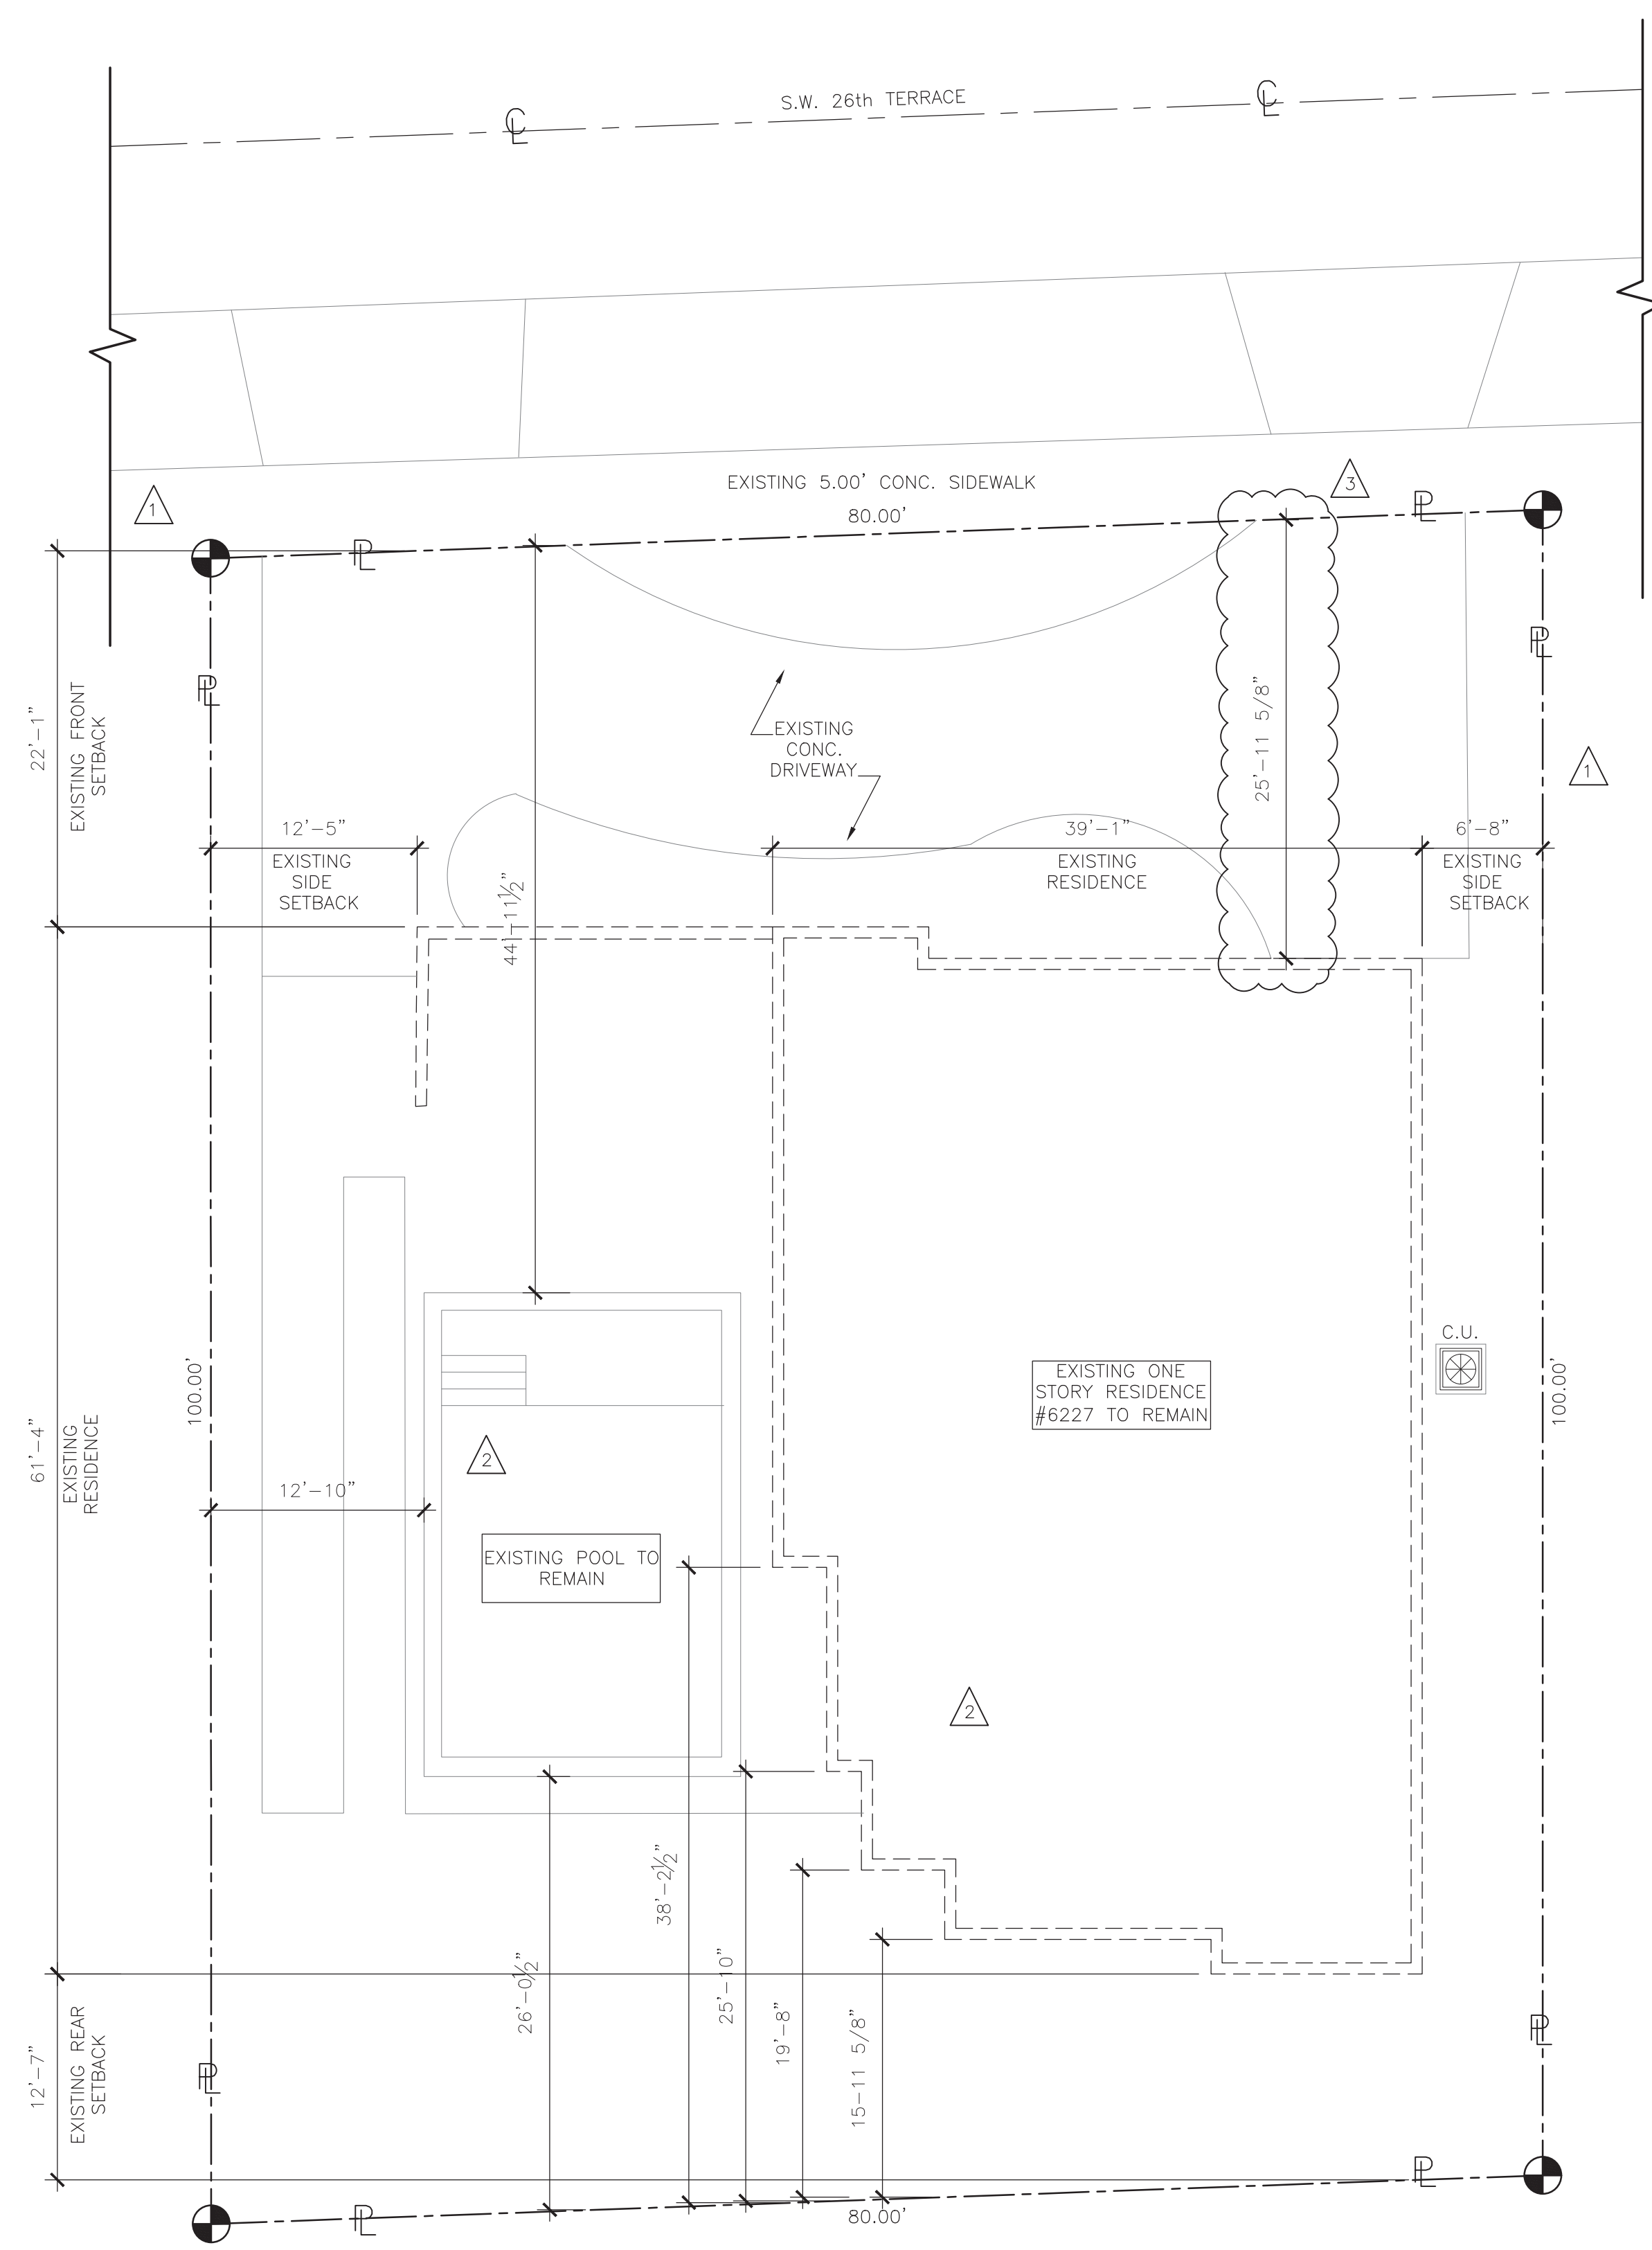 S.W. 26th TERRACE
EXISTING 5.00' CONC. SIDEWALK
80.00'
1
3
22'-1"
EXISTING FRONT
SETBACK
EXISTING
CONC.
DRIVEWAY
25'-11 5/8"
1
12'-5"
EXISTING
SIDE
SETBACK
44'-11½"
39'-1"
EXISTING
RESIDENCE
6'-8"
EXISTING
SIDE
SETBACK
C.U.
100.00'
EXISTING ONE
STORY RESIDENCE
#6227 TO REMAIN
100.00'
61'-4"
EXISTING
RESIDENCE
2
12'-10"
EXISTING POOL TO
REMAIN
2
38'-2½"
26'-0½"
25'-10"
19'-8"
15-11 5/8"
12'-7"
EXISTING REAR
SETBACK
80.00'